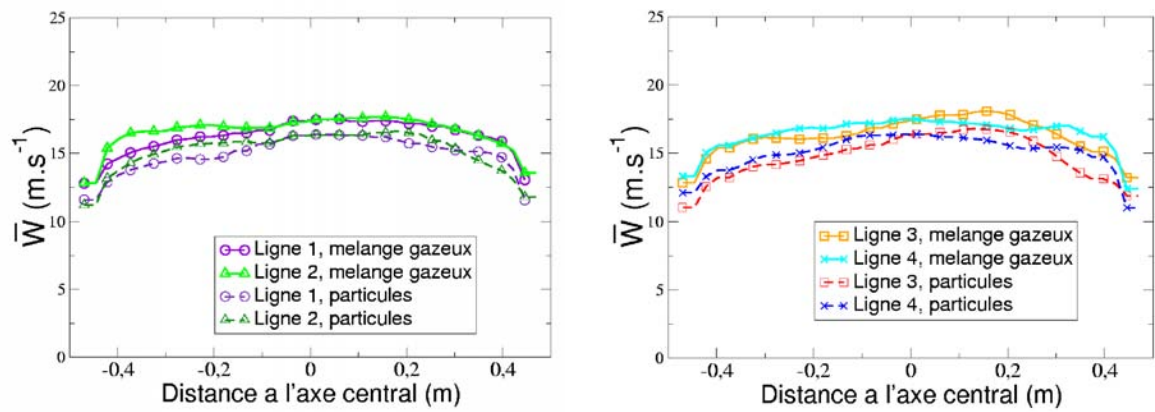 25
20
15
10
5
0
W (m.s-1)
-0,4
-0,2
0
0,2
0,4
Distance a l'axe central (m)
Ligne 1, melange gazeux
Ligne 2, melange gazeux
Ligne 1, particules
Ligne 2, particules
25
20
15
10
5
0
W (m.s-1)
-0,4
-0,2
0
0,2
0,4
Distance a l'axe central (m)
Ligne 3, melange gazeux
Ligne 4, melange gazeux
Ligne 3, particules
Ligne 4, particules